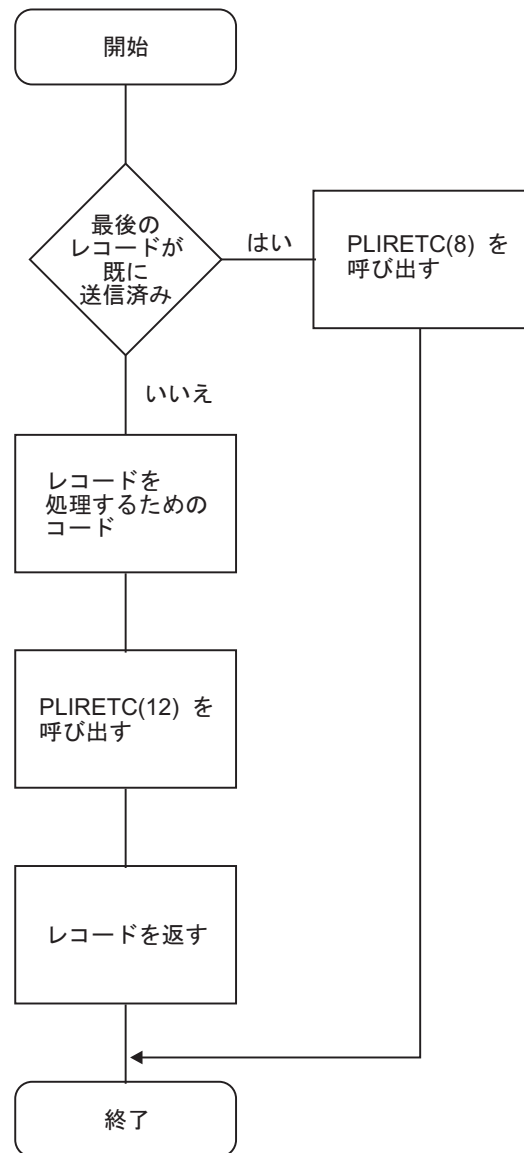 開始
最後の
レコードが
既に
送信済み
はい
PLIRETC(8) を
呼び出す
いいえ
レコードを
処理するための
コード
PLIRETC(12) を
呼び出す
レコードを返す
終了